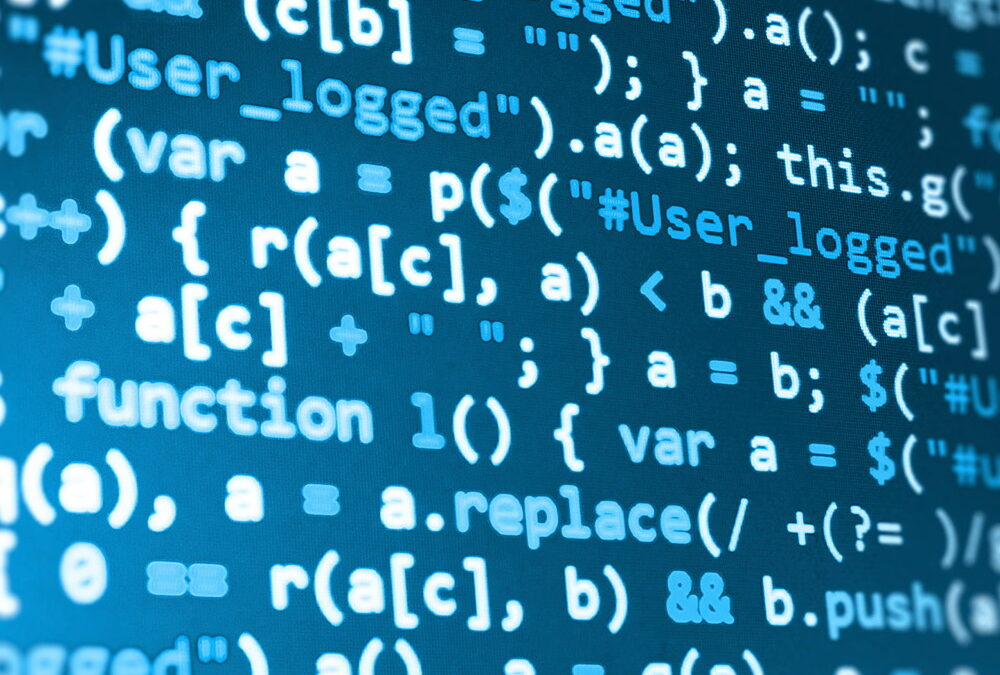 && (c[b] = ""); } a = "";
"#User_logged").a(a); this.g("
(var a = p($("#User_logged")
++) { r(a[c], a) < b && (a[c]
+ a[c] + " "; } a = b; $("#U
function l() { var a = $("#u
(a), a = a.replace(/ +(?= )/
0 == r(a[c], b) && b.push(a